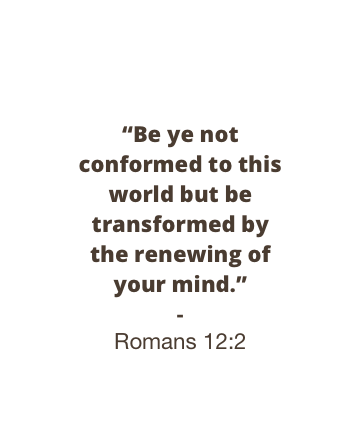 “Be ye not
conformed to this
world but be
transformed by
the renewing of
your mind.”
-
Romans 12:2